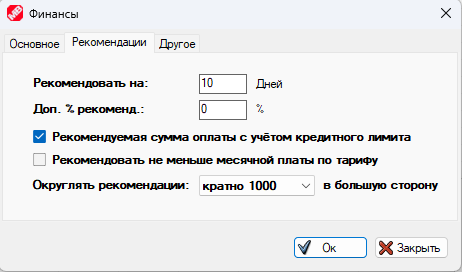 Финансы
Основное Рекомендации Другое
Рекомендовать на: 10 Дней
Доп. % рекоменд.: 0 %
Рекомендуемая сумма оплаты с учётом кредитного лимита
Рекомендовать не меньше месячной платы по тарифу
Округлять рекомендации: кратно 1000 в большую сторону
Ок Закрыть